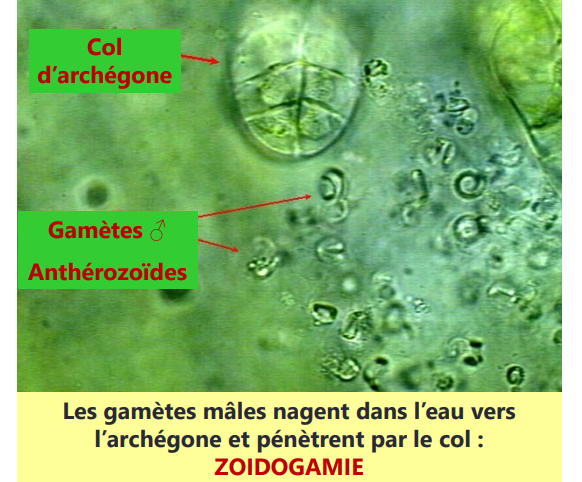 Col
d’archégone
Gamètes ♂
Anthérozoïdes
Les gamètes mâles nagent dans l’eau vers
l’archégone et pénètrent par le col :
ZOIDOGAMIE